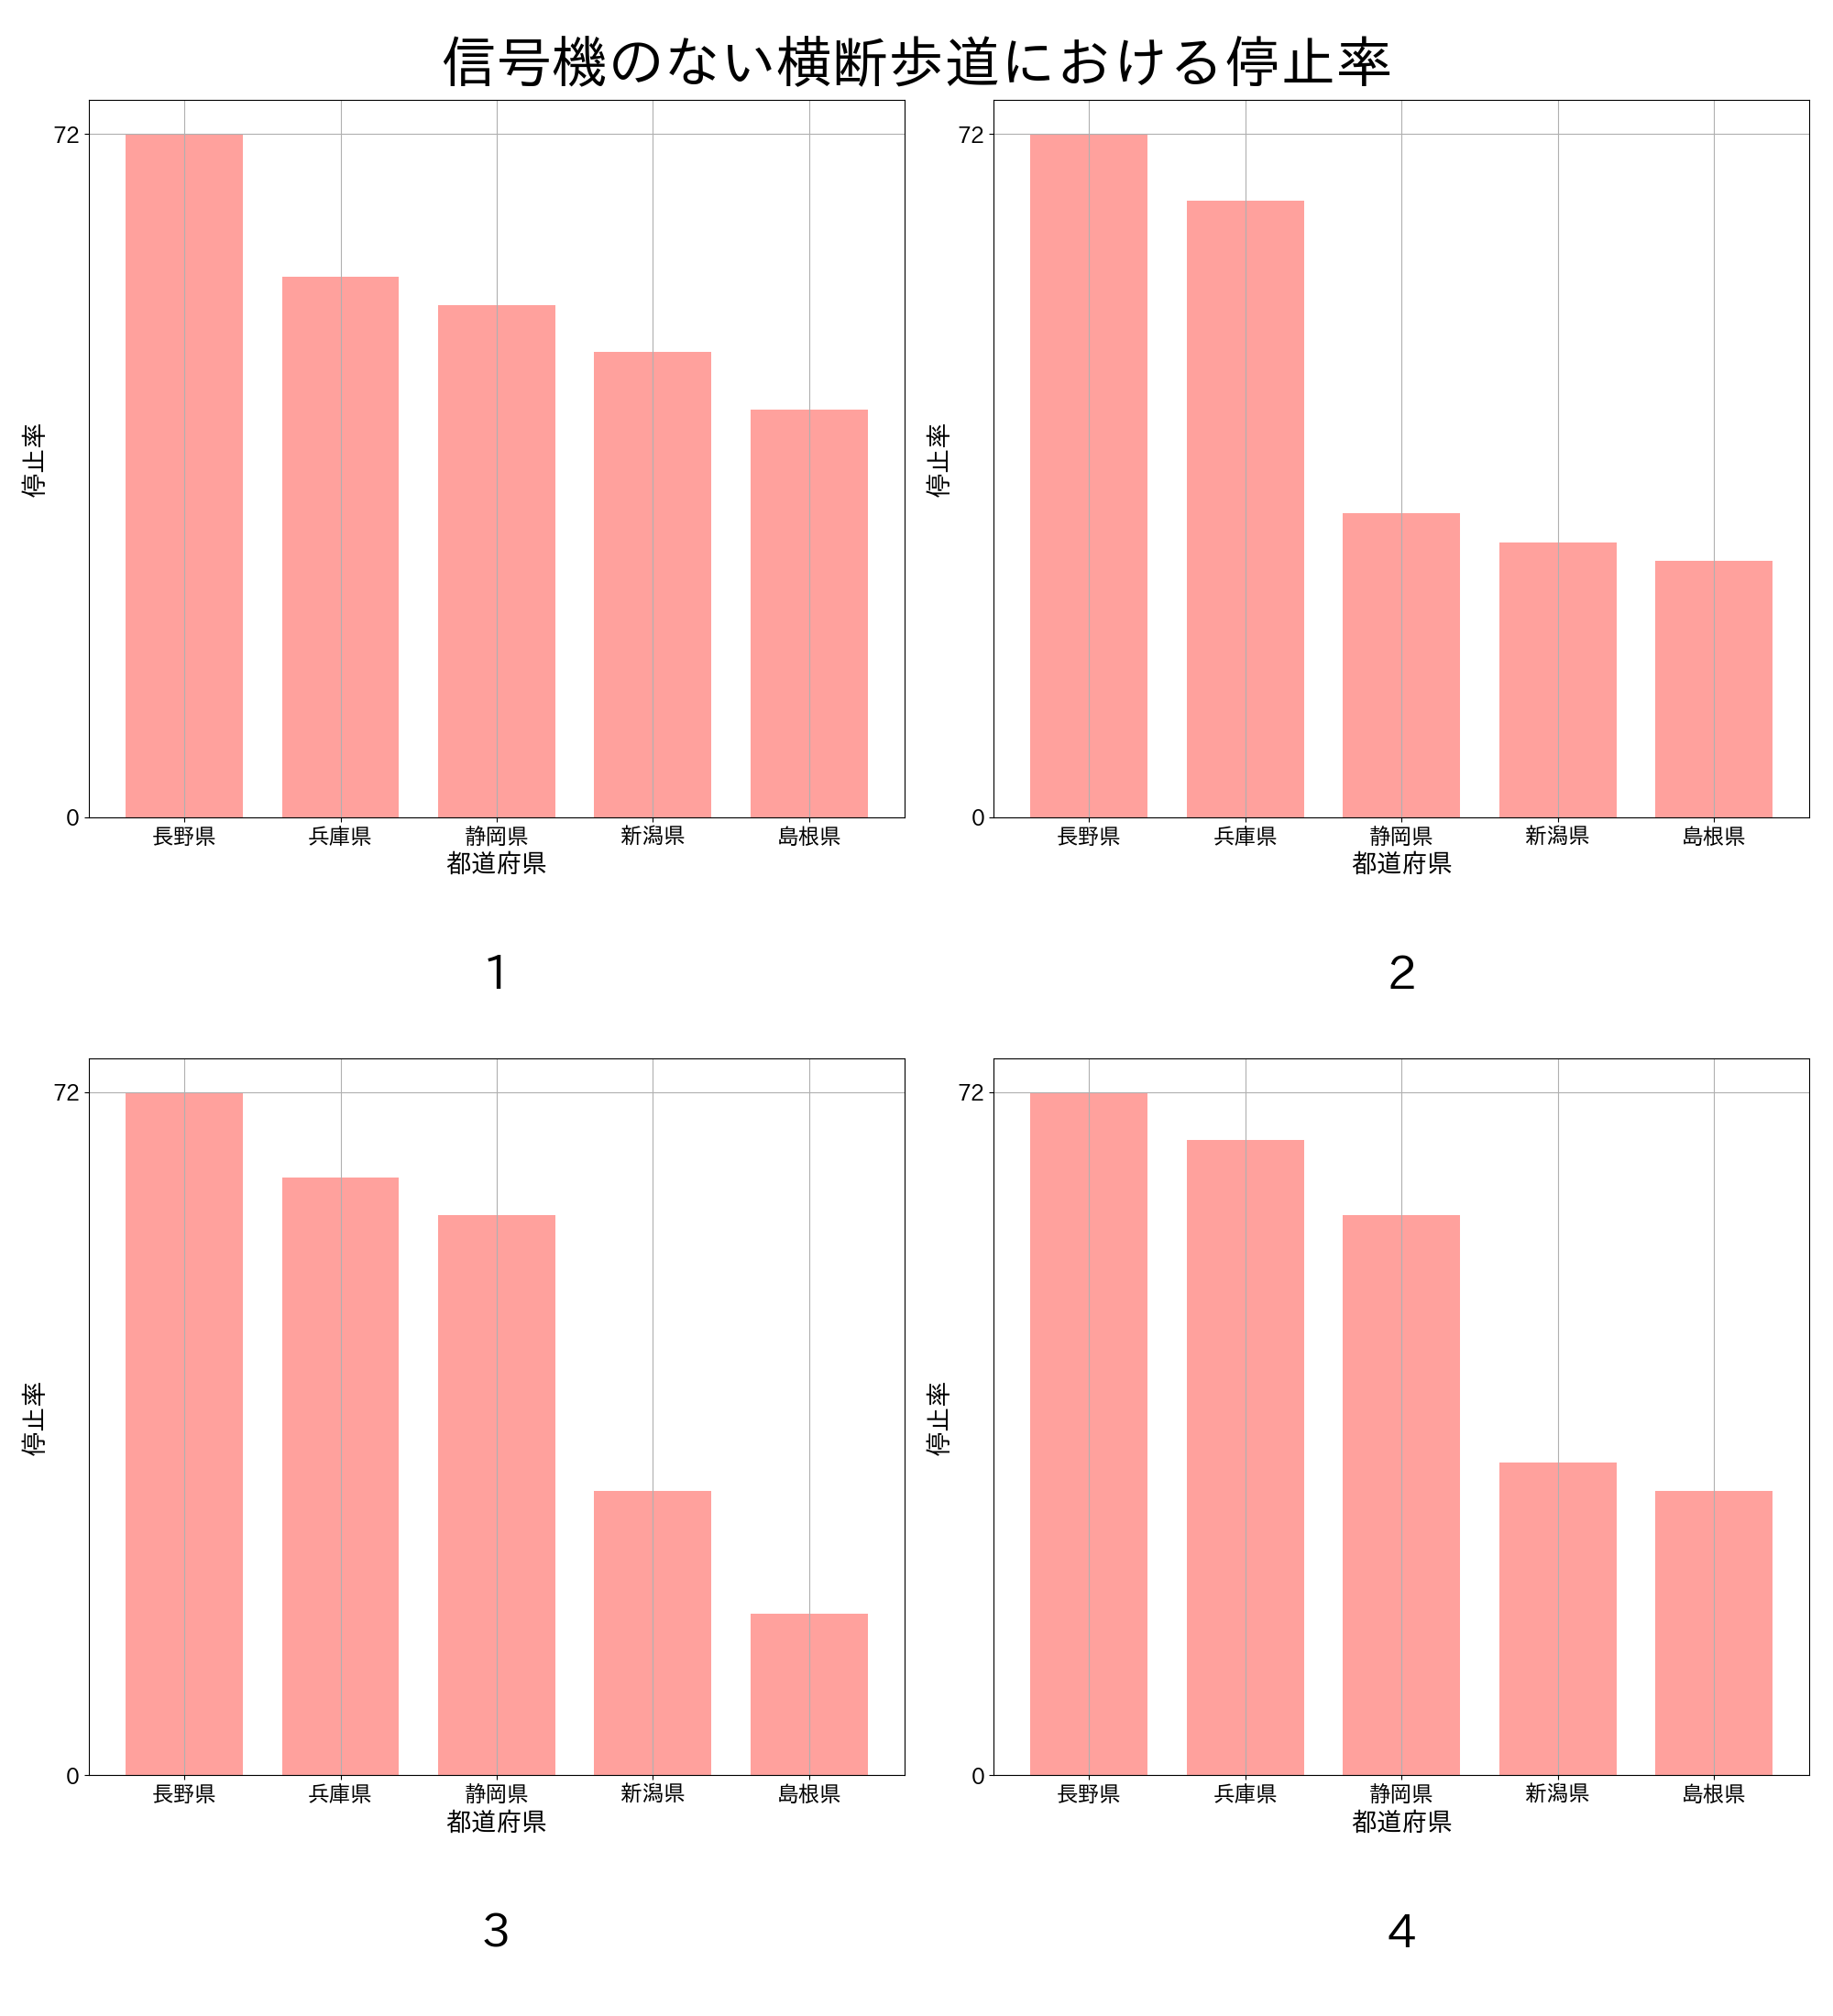 信号機のない横断歩道における停止率
72
停止率
0
長野県 兵庫県 静岡県 新潟県 島根県
都道府県
1
72
停止率
0
長野県 兵庫県 静岡県 新潟県 島根県
都道府県
2
72
停止率
0
長野県 兵庫県 静岡県 新潟県 島根県
都道府県
3
72
停止率
0
長野県 兵庫県 静岡県 新潟県 島根県
都道府県
4